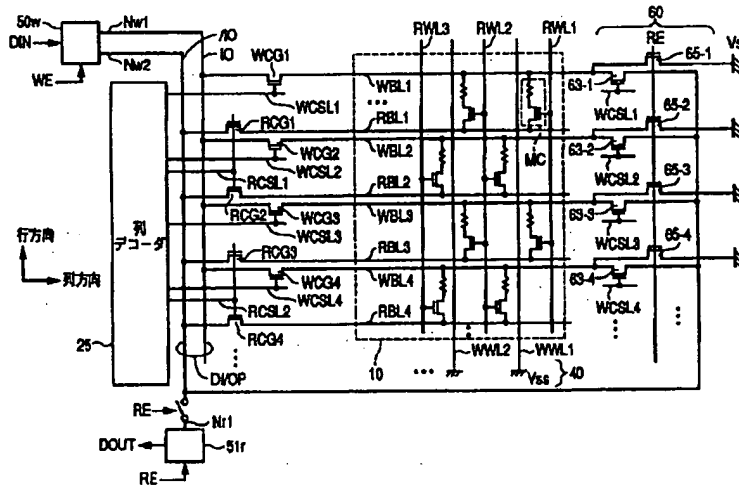 50w
Nw1
/IO
IO
DIN
Nw2
WE
WCG1
RWL3
RWL2
RWL1
60
RE
65-1
WBL1
63-1
WCSL1
WCSL1
...
65-2
RCG1
RBL1
WCG2
WBL2
MC
63-2
WCSL2
WCSL2
65-3
RCSL1
RBL2
RCG2
WCG3
WBL3
63-3
WCSL3
WCSL3
65-4
列
デコーダ
行方向
列方向
RCG3
RBL3
WCG4
WBL4
63-4
WCSL4
WCSL4
RCSL2
RBL4
RCG4
25
DI/OP
10
WWL2
WWL1
...
Vss
40
RE
Nr1
DOUT
51r
RE